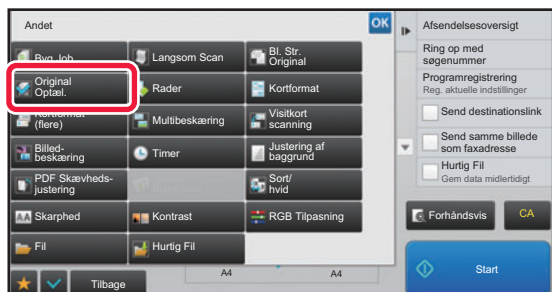 Andet
OK
Byg Job
Langsom Scan
Bl. Str.
Original
Original
Optæl.
Rader
Kortformat
Kortformat
(flere)
Multibeskæring
Visitkort
scanning
Billed-
beskæring
Timer
Justering af
baggrund
PDF Skævheds-
justering
Sort/
hvid
AA
Skarphed
Kontrast
RGB Tilpasning
Fil
Hurtig Fil
Tilbage
A4
A4
Afsendelsesoversigt
Ring op med
søgenummer
Programregistrering
Reg. aktuelle indstillinger
Send destinationslink
Send samme billede
som faxadresse
Hurtig Fil
Gem data midlertidigt
Forhåndsvis
CA
Start